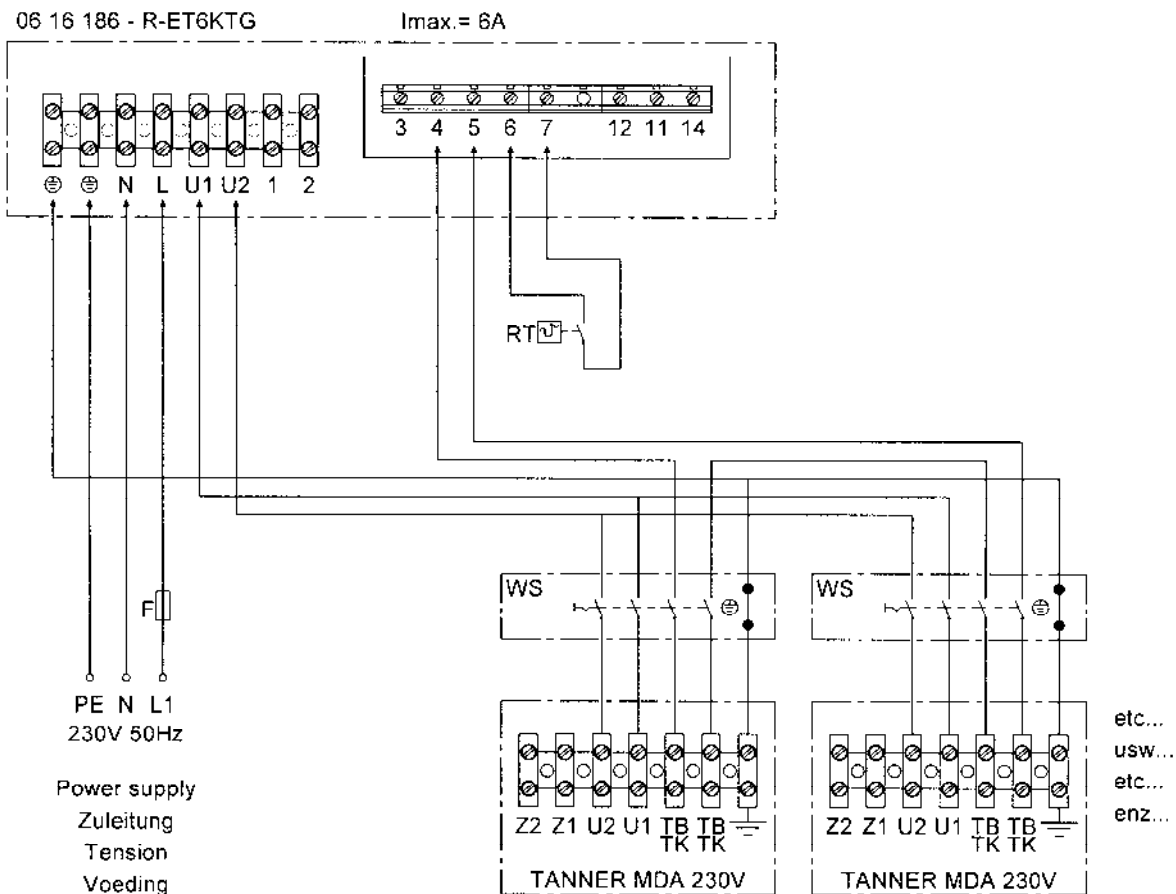 06 16 186 - R-ET6KTG
Imax.= 6A
3 4 5 6 7 12 11 14
N L U1 U2 1 2
RT
F
WS
WS
PE N L1
230V 50Hz
Power supply
Zuleitung
Tension
Voeding
Z2 Z1 U2 U1 TB TB
TK TK
TANNER MDA 230V
Z2 Z1 U2 U1 TB TB
TK TK
TANNER MDA 230V
etc...
usw...
etc...
enz...